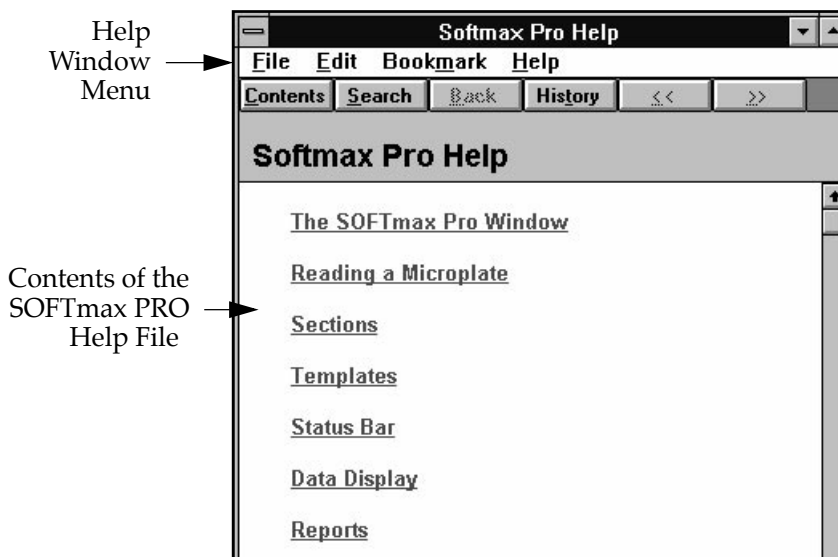 Help
Window
Menu
Softmax Pro Help
File Edit Bookmark Help
Contents Search Back History << >>
Softmax Pro Help
The SOFTmax Pro Window
Reading a Microplate
Contents of the
SOFTmax PRO
Help File
Sections
Templates
Status Bar
Data Display
Reports